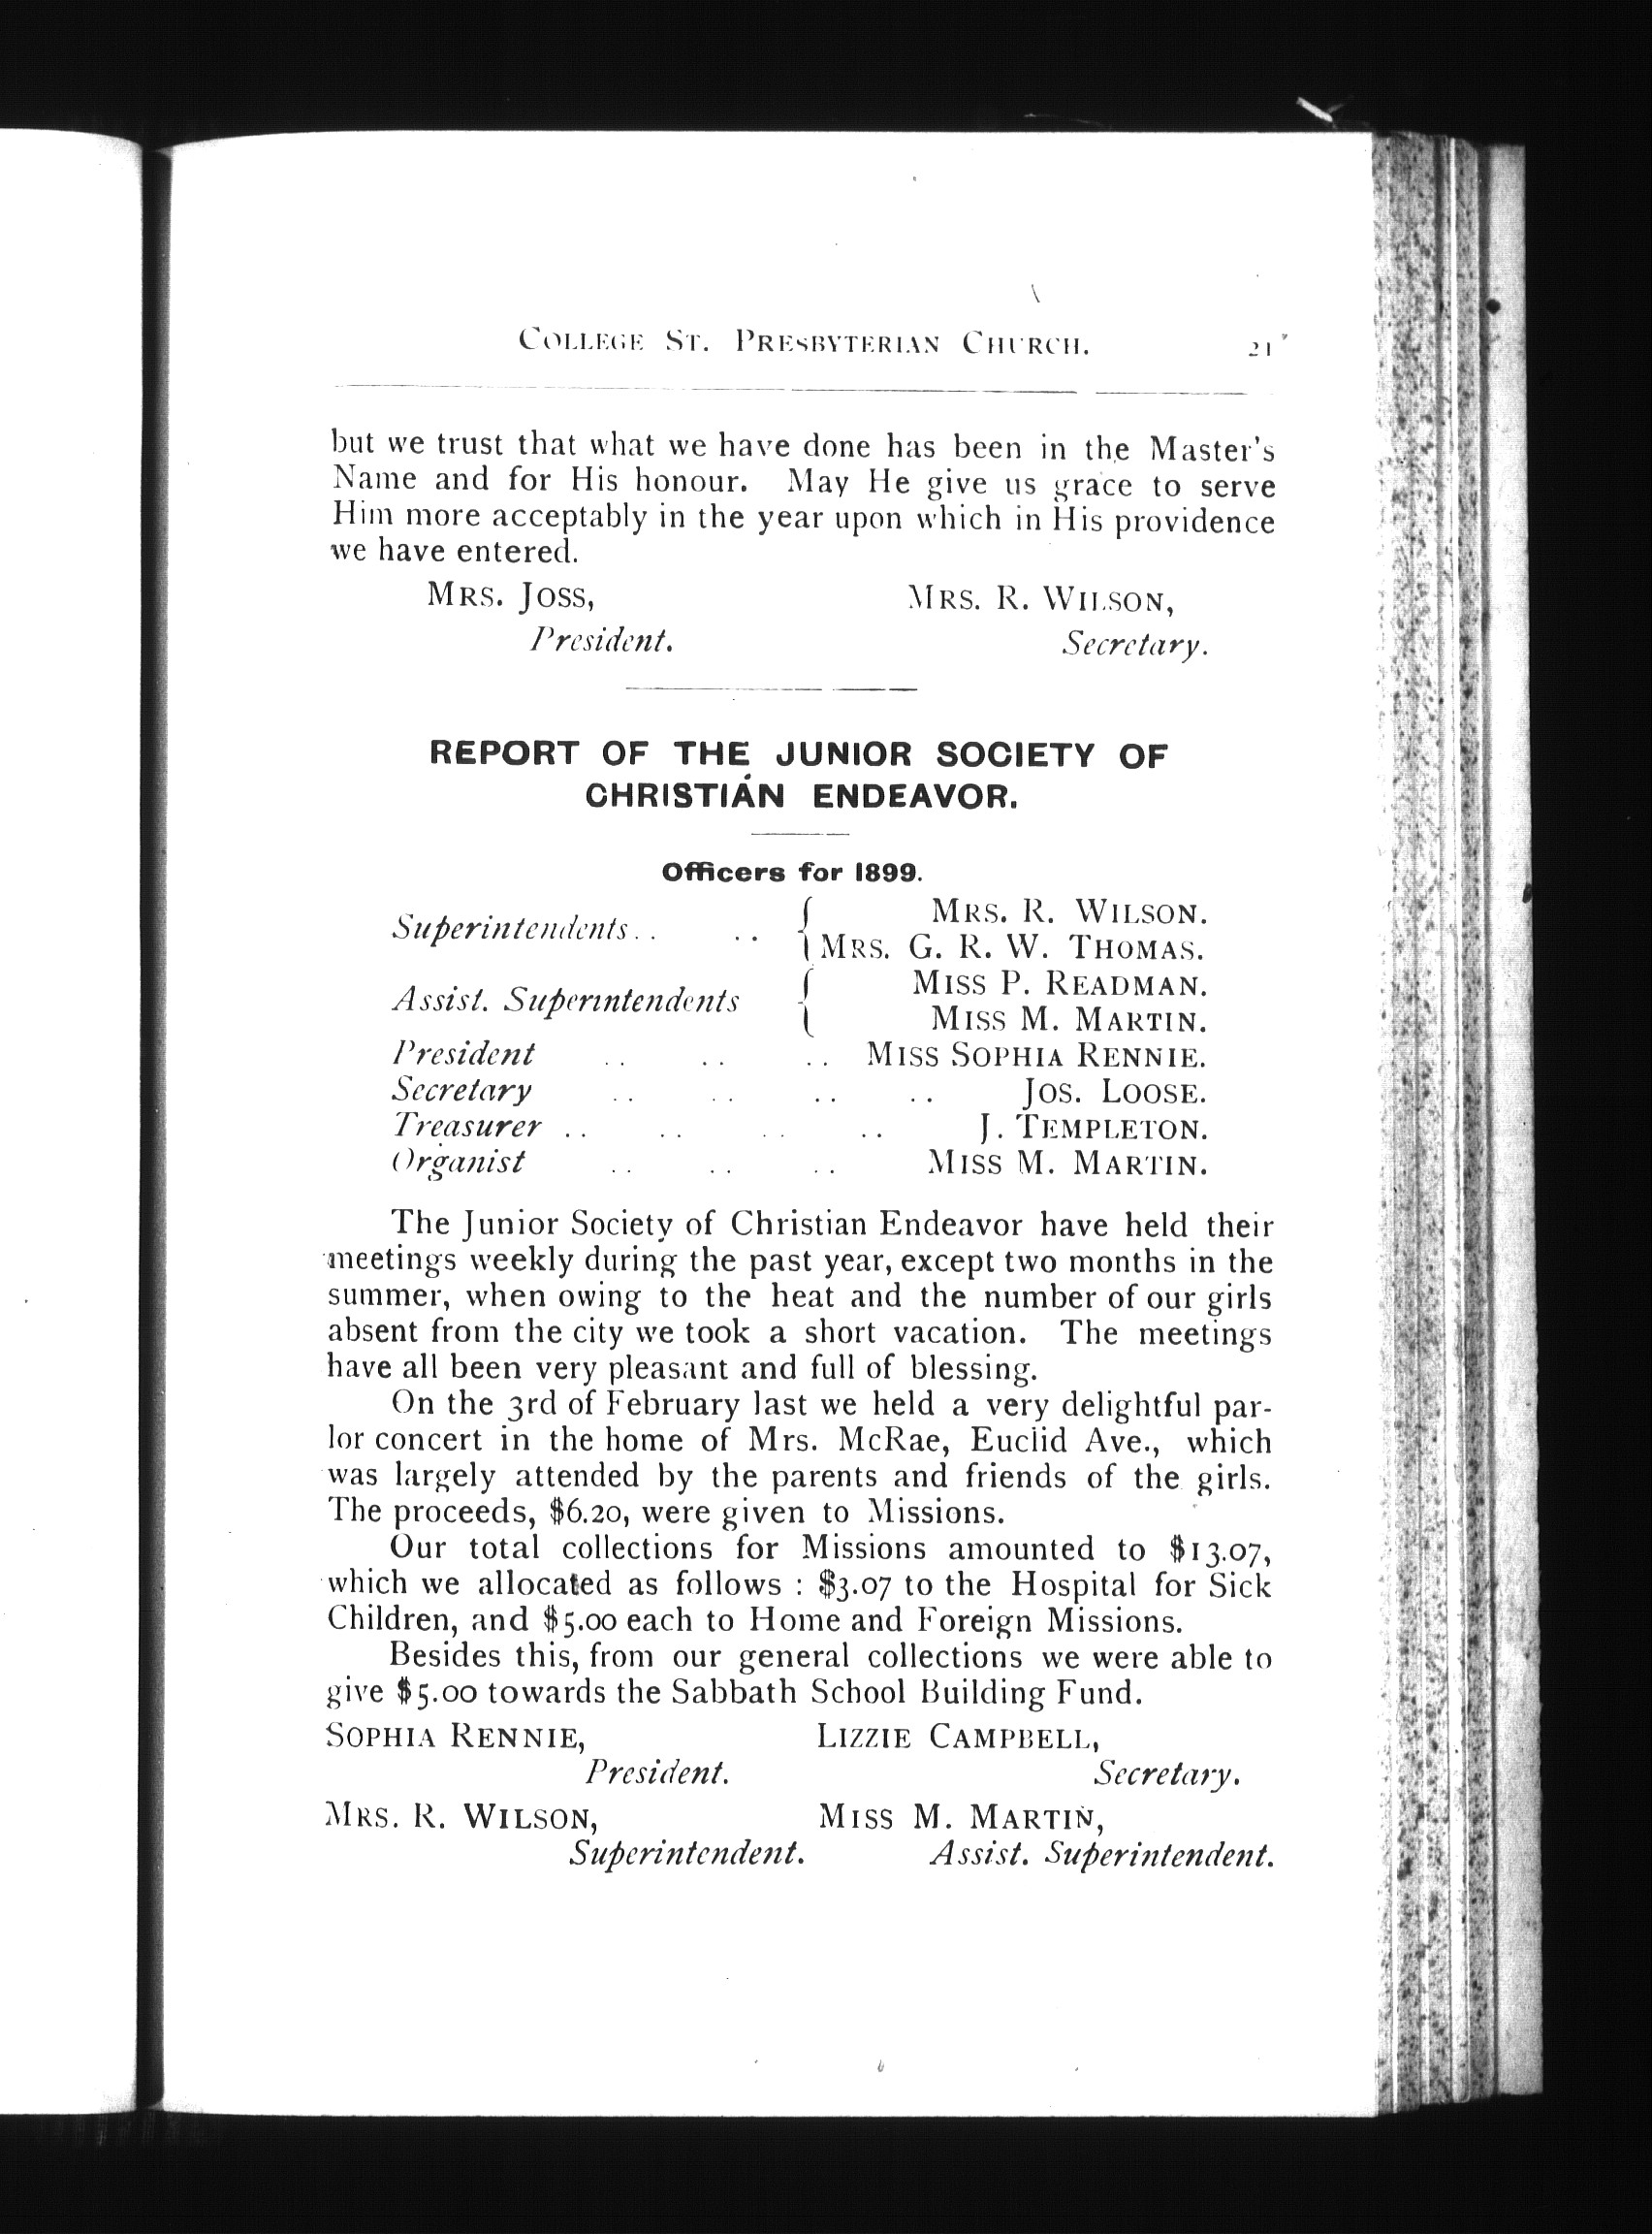 COLLEGE ST. PRESBYTERIAN CHURCH. 21
but we trust that what we have done has been in the Master's
Name and for His honour. May He give us grace to serve
Him more acceptably in the year upon which in His providence
we have entered.
MRS. JOSS, MRS. R. WILSON,
President. Secretary.
REPORT OF THE JUNIOR SOCIETY OF
CHRISTIAN ENDEAVOR.
Officers for 1899.
Superintendents.. .. { MRS. R. WILSON.
MRS. G. R. W. THOMAS.
Assist. Superintendents { MISS P. READMAN.
MISS M. MARTIN.
President .. .. .. MISS SOPHIA RENNIE.
Secretary .. .. .. .. JOS. LOOSE.
Treasurer .. .. .. .. J. TEMPLETON.
Organist .. .. .. MISS M. MARTIN.
The Junior Society of Christian Endeavor have held their
meetings weekly during the past year, except two months in the
summer, when owing to the heat and the number of our girls
absent from the city we took a short vacation. The meetings
have all been very pleasant and full of blessing.
On the 3rd of February last we held a very delightful par-
lor concert in the home of Mrs. McRae, Euclid Ave., which
was largely attended by the parents and friends of the girls.
The proceeds, $6.20, were given to Missions.
Our total collections for Missions amounted to $13.07,
which we allocated as follows : $3.07 to the Hospital for Sick
Children, and $5.00 each to Home and Foreign Missions.
Besides this, from our general collections we were able to
give $5.00 towards the Sabbath School Building Fund.
SOPHIA RENNIE, LIZZIE CAMPBELL,
President. Secretary.
MRS. R. WILSON, MISS M. MARTIN,
Superintendent. Assist. Superintendent.